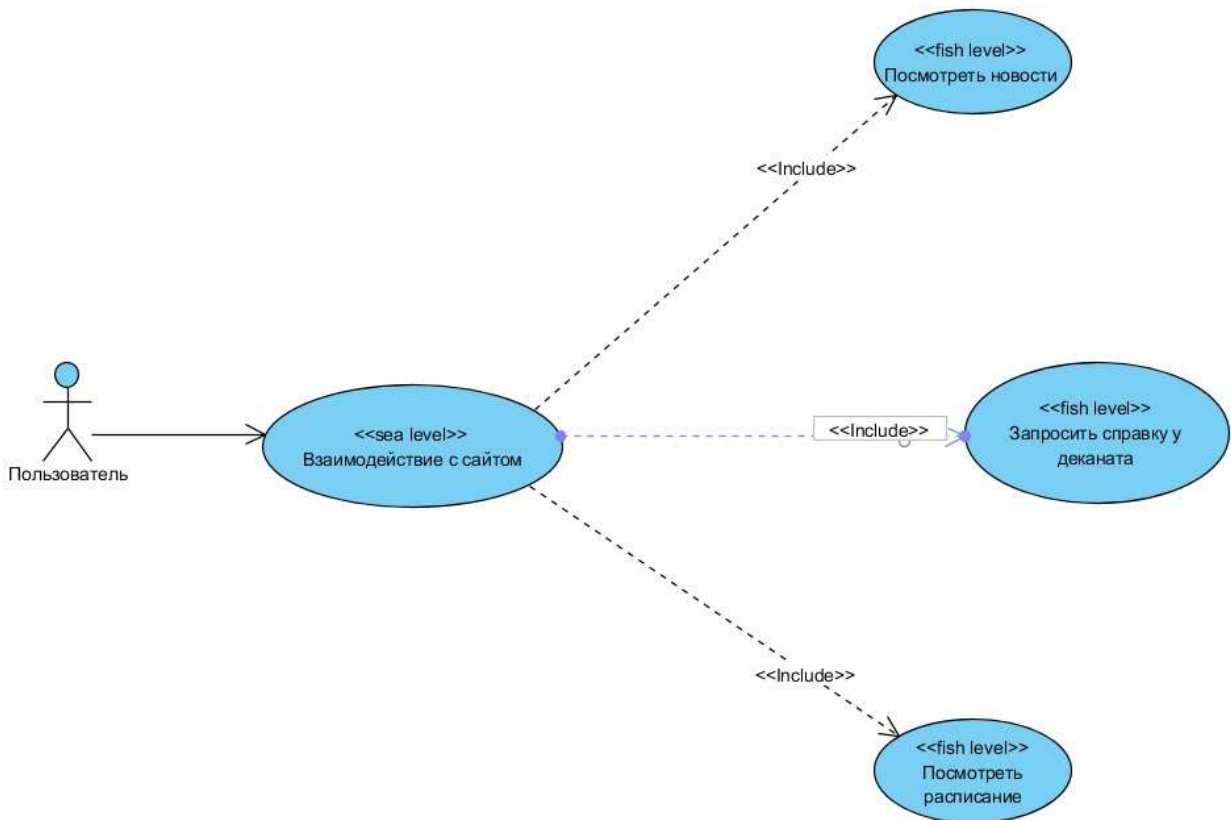 <<fish level>>
Посмотреть новости
<<Include>>
<<fish level>>
Запросить справку у
деканата
<<Include>>
<<sea level>>
Взаимодействие с сайтом
Пользователь
<<Include>>
<<fish level>>
Посмотреть
расписание